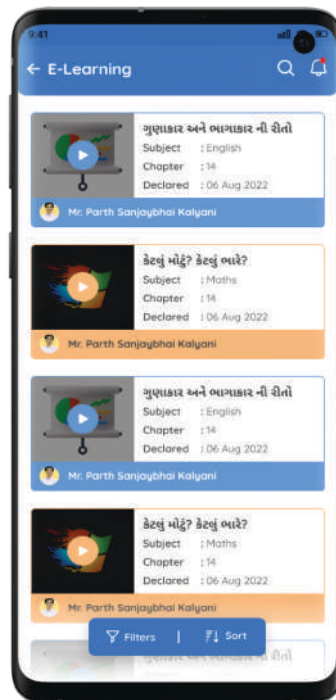 9:41
E-Learning
ગુણાકાર અને ભાગાકાર ની રીતો
Subject : English
Chapter : 14
Declared : 06 Aug 2022
Mr. Parth Sanjaybhai Kalyani
કેટલું મોટું? કેટલું ભારે?
Subject : Maths
Chapter : 14
Declared : 06 Aug 2022
Mr. Parth Sanjaybhai Kalyani
ગુણાકાર અને ભાગાકાર ની રીતો
Subject : English
Chapter : 14
Declared : 06 Aug 2022
Mr. Parth Sanjaybhai Kalyani
કેટલું મોટું? કેટલું ભારે?
Subject : Maths
Chapter : 14
Declared : 06 Aug 2022
Mr. Parth Sanjaybhai Kalyani
Filters | Sort
ગુણાકાર અને ભાગાકાર ની રીતો